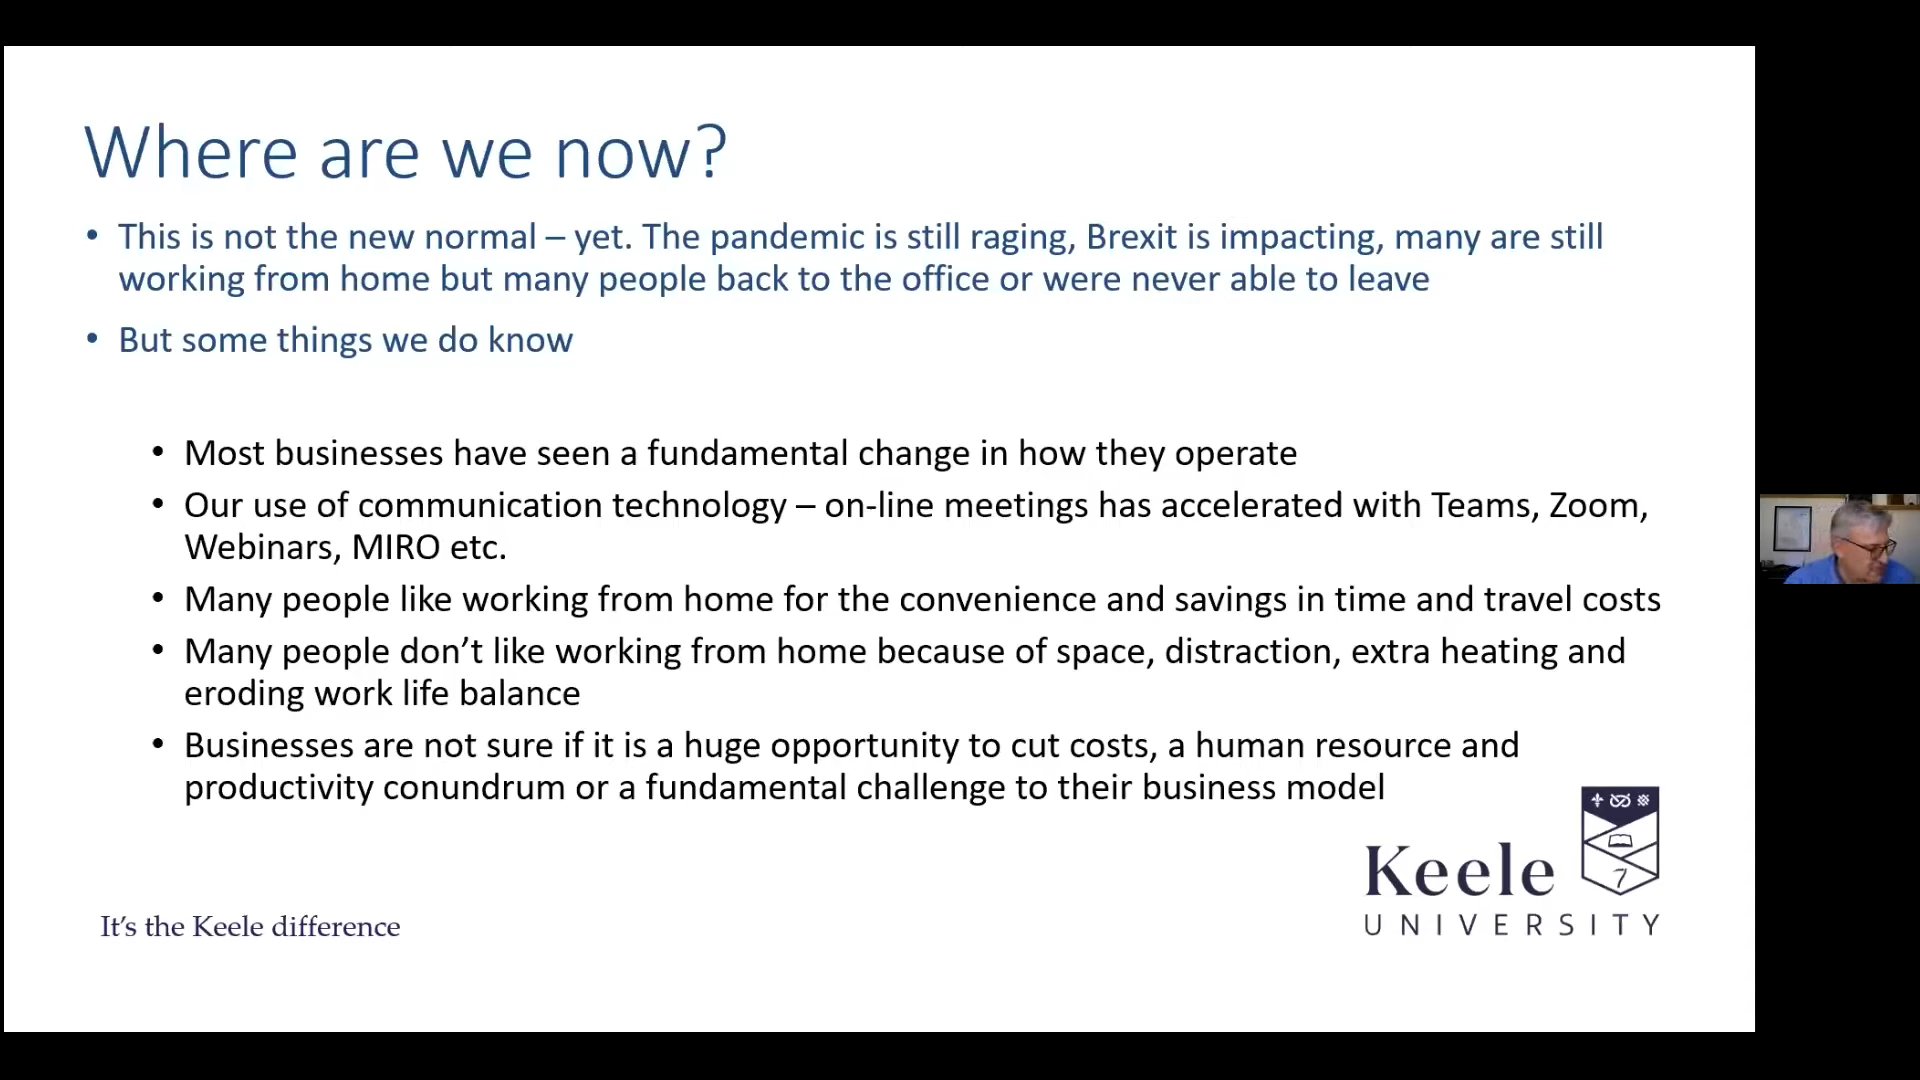 Where are we now?
• This is not the new normal – yet. The pandemic is still raging, Brexit is impacting, many are still
working from home but many people back to the office or were never able to leave
• But some things we do know
• Most businesses have seen a fundamental change in how they operate
• Our use of communication technology – on-line meetings has accelerated with Teams, Zoom,
Webinars, MIRO etc.
• Many people like working from home for the convenience and savings in time and travel costs
• Many people don’t like working from home because of space, distraction, extra heating and
eroding work life balance
• Businesses are not sure if it is a huge opportunity to cut costs, a human resource and
productivity conundrum or a fundamental challenge to their business model
It’s the Keele difference
Keele
UNIVERSITY